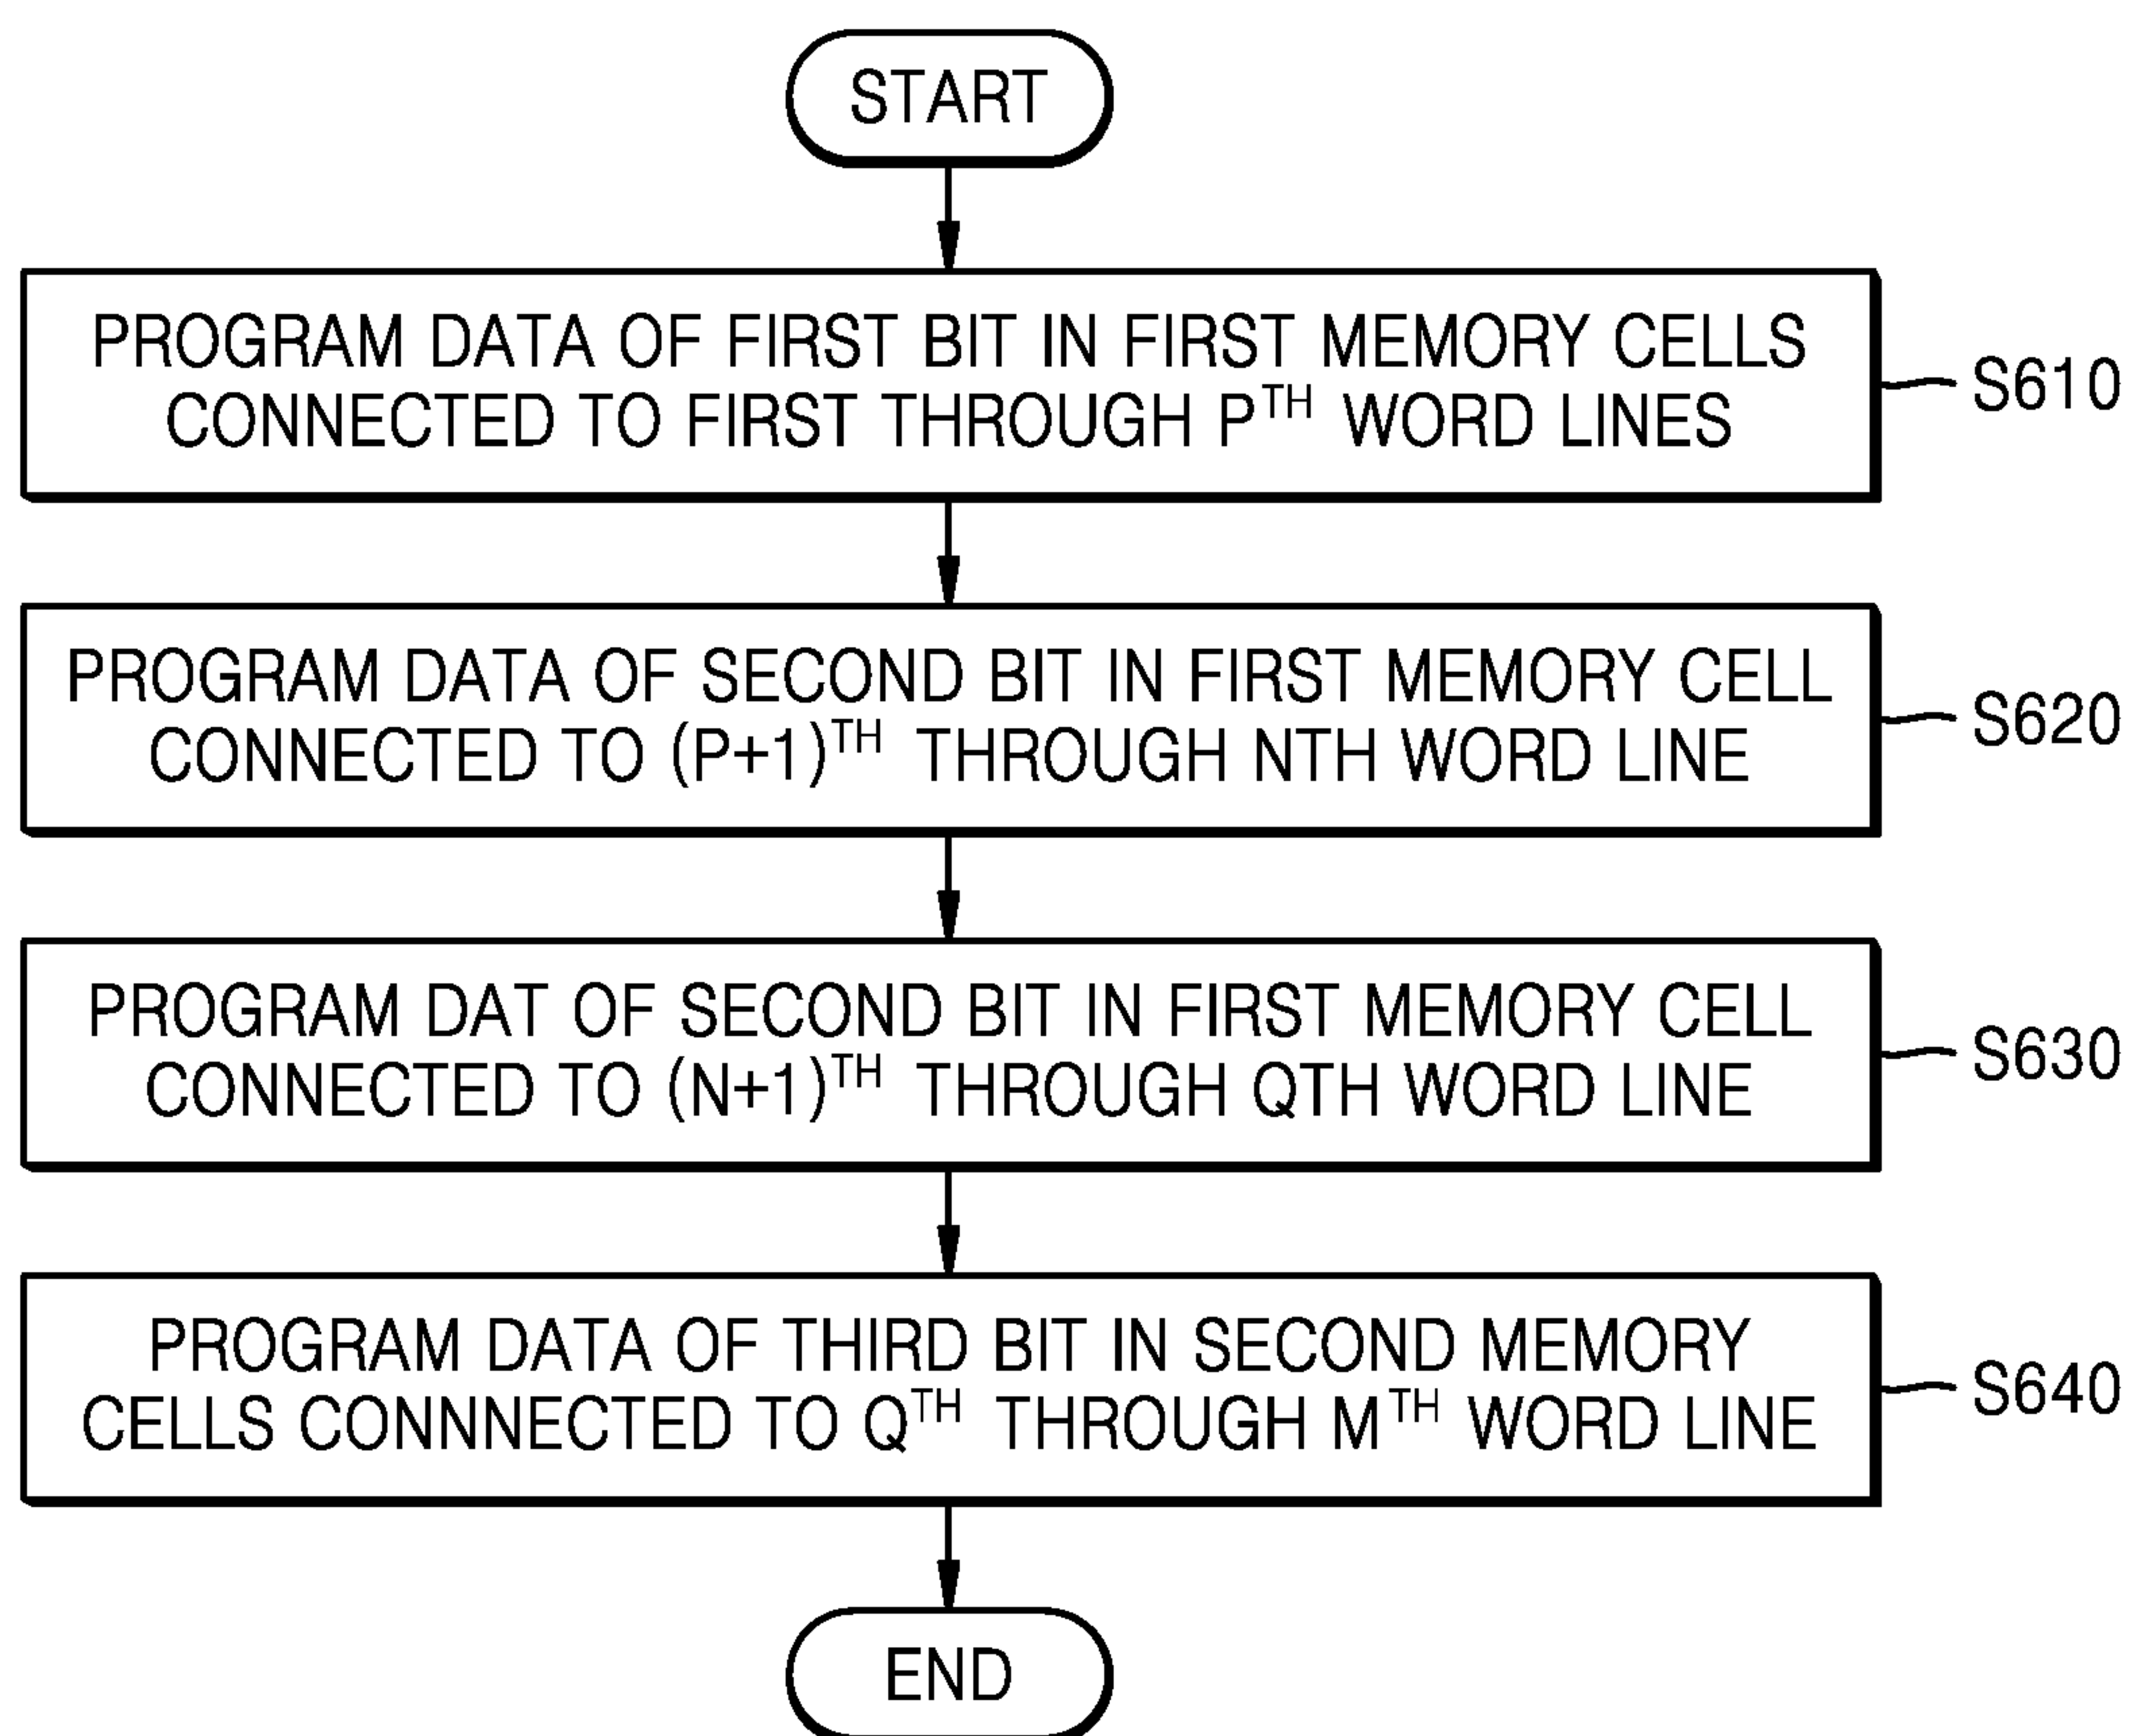 START
PROGRAM DATA OF FIRST BIT IN FIRST MEMORY CELLS
CONNECTED TO FIRST THROUGH P^TH WORD LINES
S610
PROGRAM DATA OF SECOND BIT IN FIRST MEMORY CELL
CONNECTED TO (P+1)^TH THROUGH NTH WORD LINE
S620
PROGRAM DAT OF SECOND BIT IN FIRST MEMORY CELL
CONNECTED TO (N+1)^TH THROUGH QTH WORD LINE
S630
PROGRAM DATA OF THIRD BIT IN SECOND MEMORY
CELLS CONNNECTED TO Q^TH THROUGH M^TH WORD LINE
S640
END